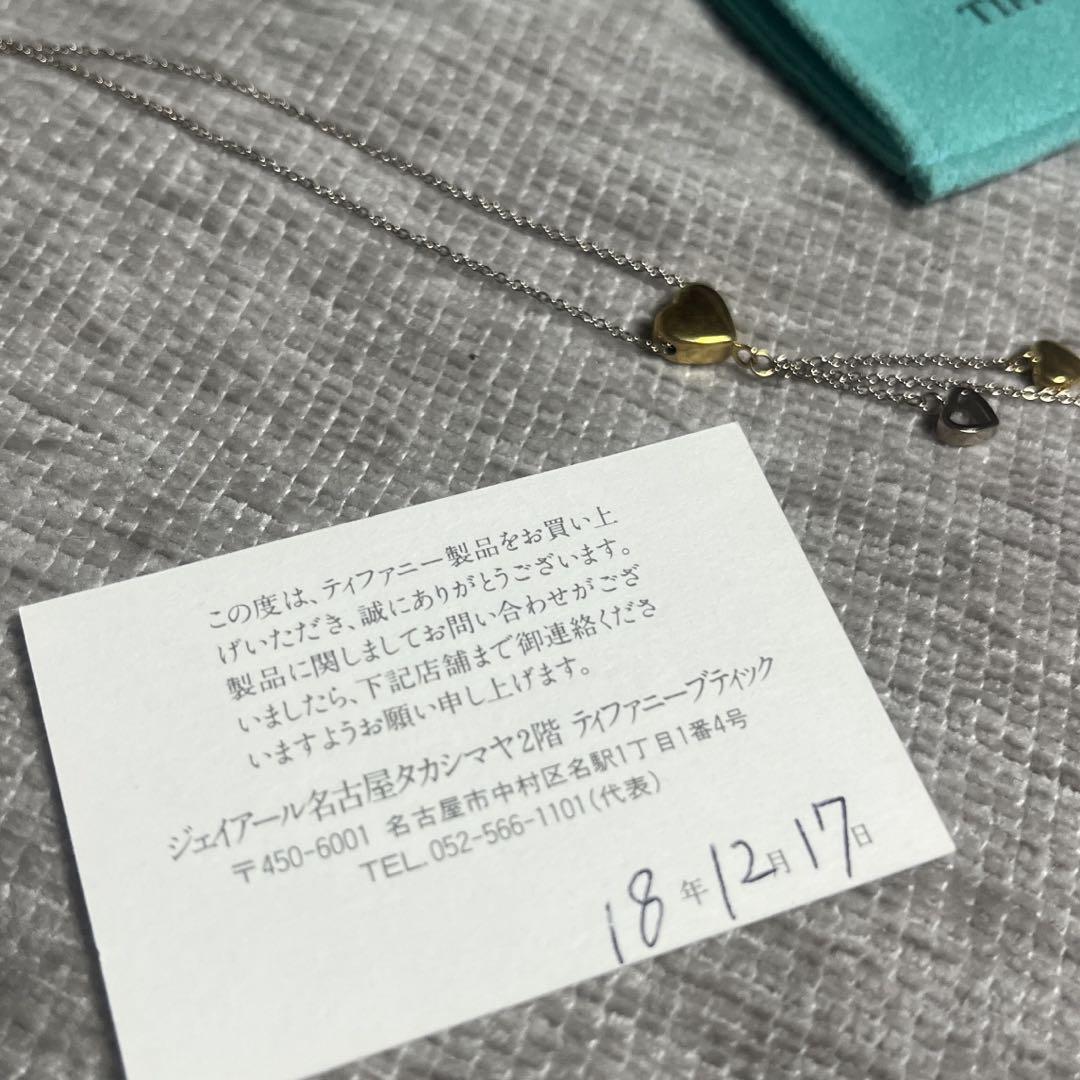 この度は、ティファニー製品をお買い上
げいただき、誠にありがとうございます。
製品に関しましてお問い合わせがござ
いましたら、下記店舗まで御連絡くださ
いますようお願い申し上げます。
ジェイアール名古屋タカシマヤ2階 ティファニーブティック
〒450-6001 名古屋市中村区名駅1丁目1番4号
TEL.052-566-1101(代表)
18年12月17日